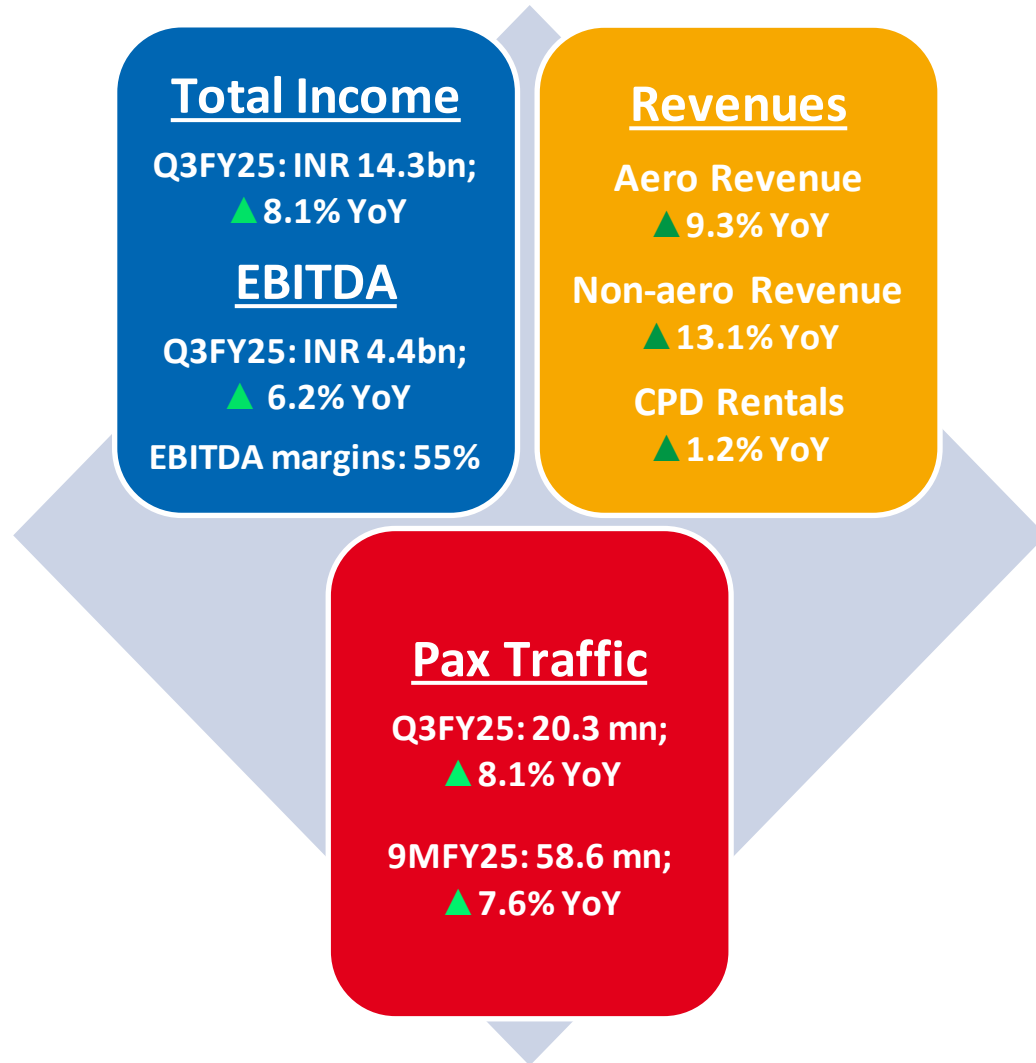 Total Income
Q3FY25: INR 14.3bn;
▲ 8.1% YoY
EBITDA
Q3FY25: INR 4.4bn;
▲ 6.2% YoY
EBITDA margins: 55%
Revenues
Aero Revenue
▲ 9.3% YoY
Non-aero Revenue
▲ 13.1% YoY
CPD Rentals
▲ 1.2% YoY
Pax Traffic
Q3FY25: 20.3 mn;
▲ 8.1% YoY
9MFY25: 58.6 mn;
▲ 7.6% YoY